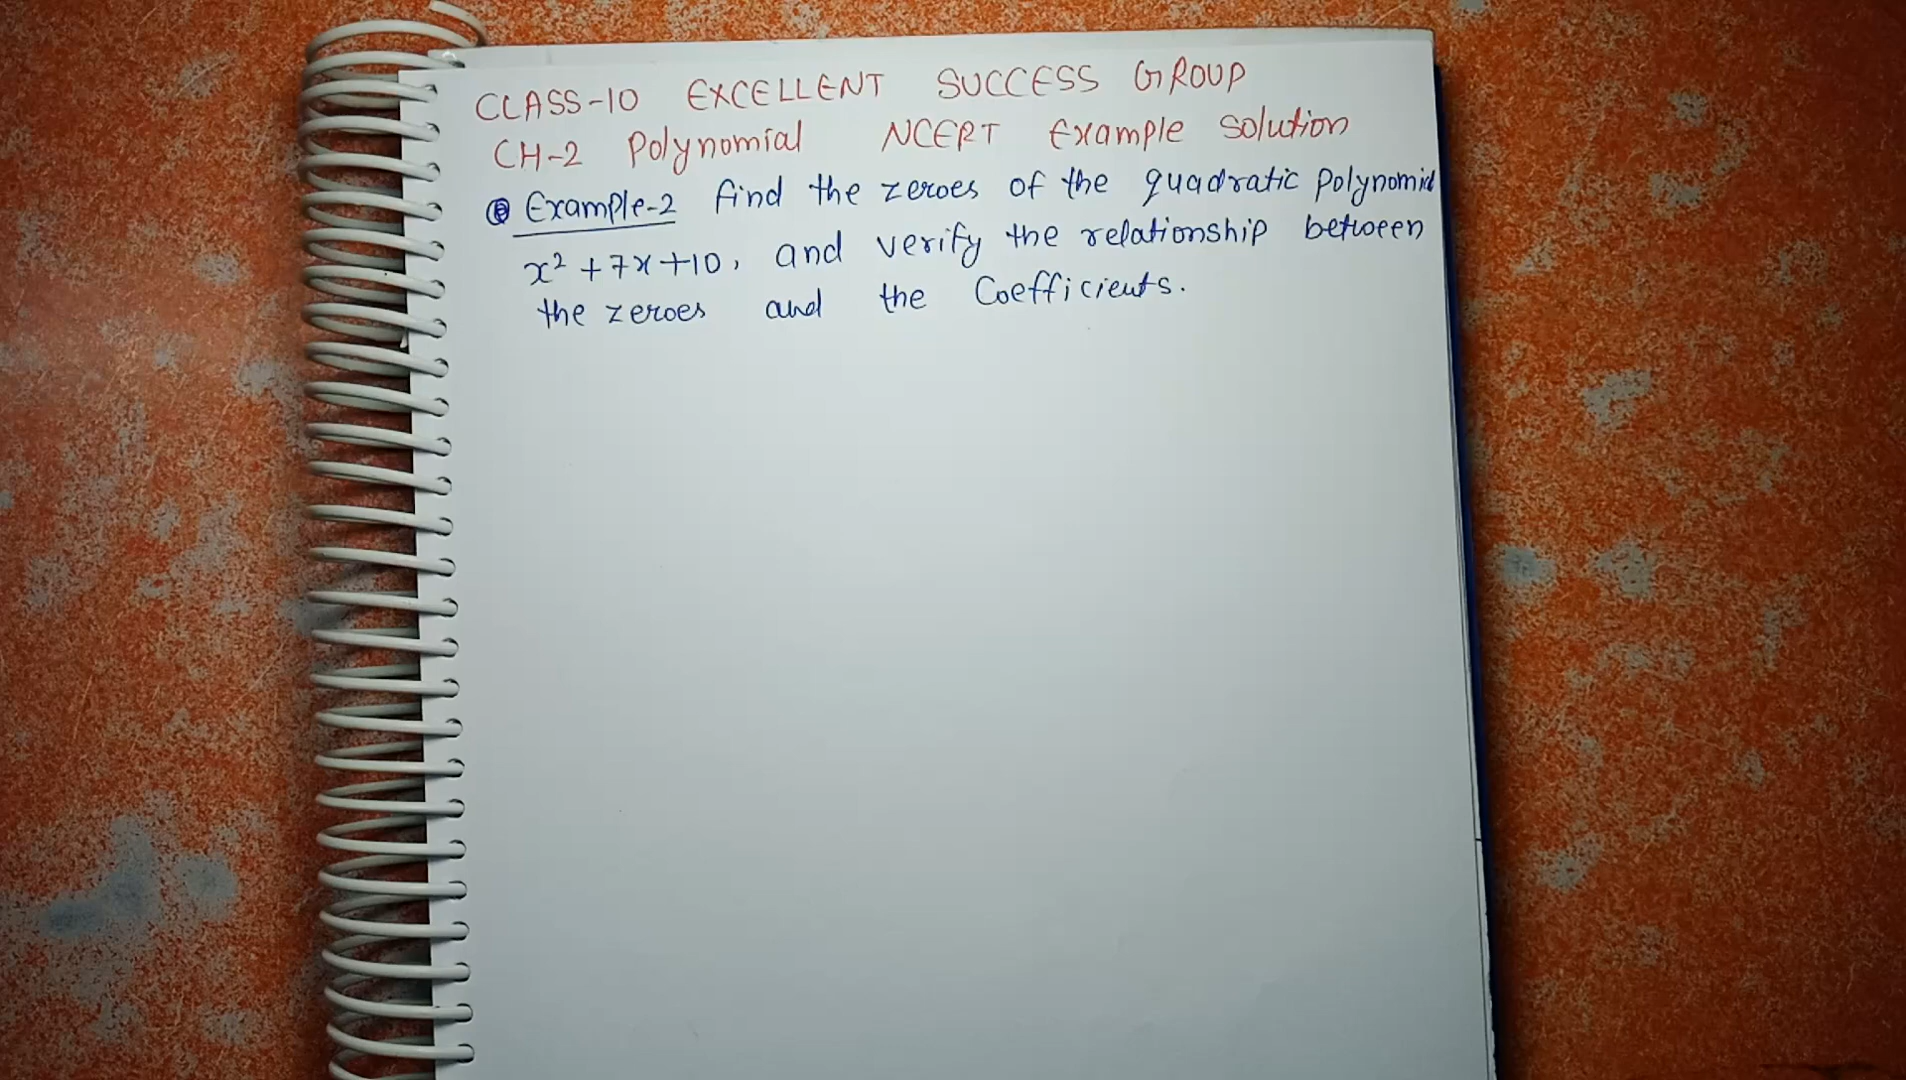 CLASS-10 EXCELLENT SUCCESS GROUP
CH-2 Polynomial NCERT Example Solution
Example-2 find the zeroes of the quadratic polynomial
x² + 7x + 10, and verify the relationship between
the zeroes and the Coefficients.